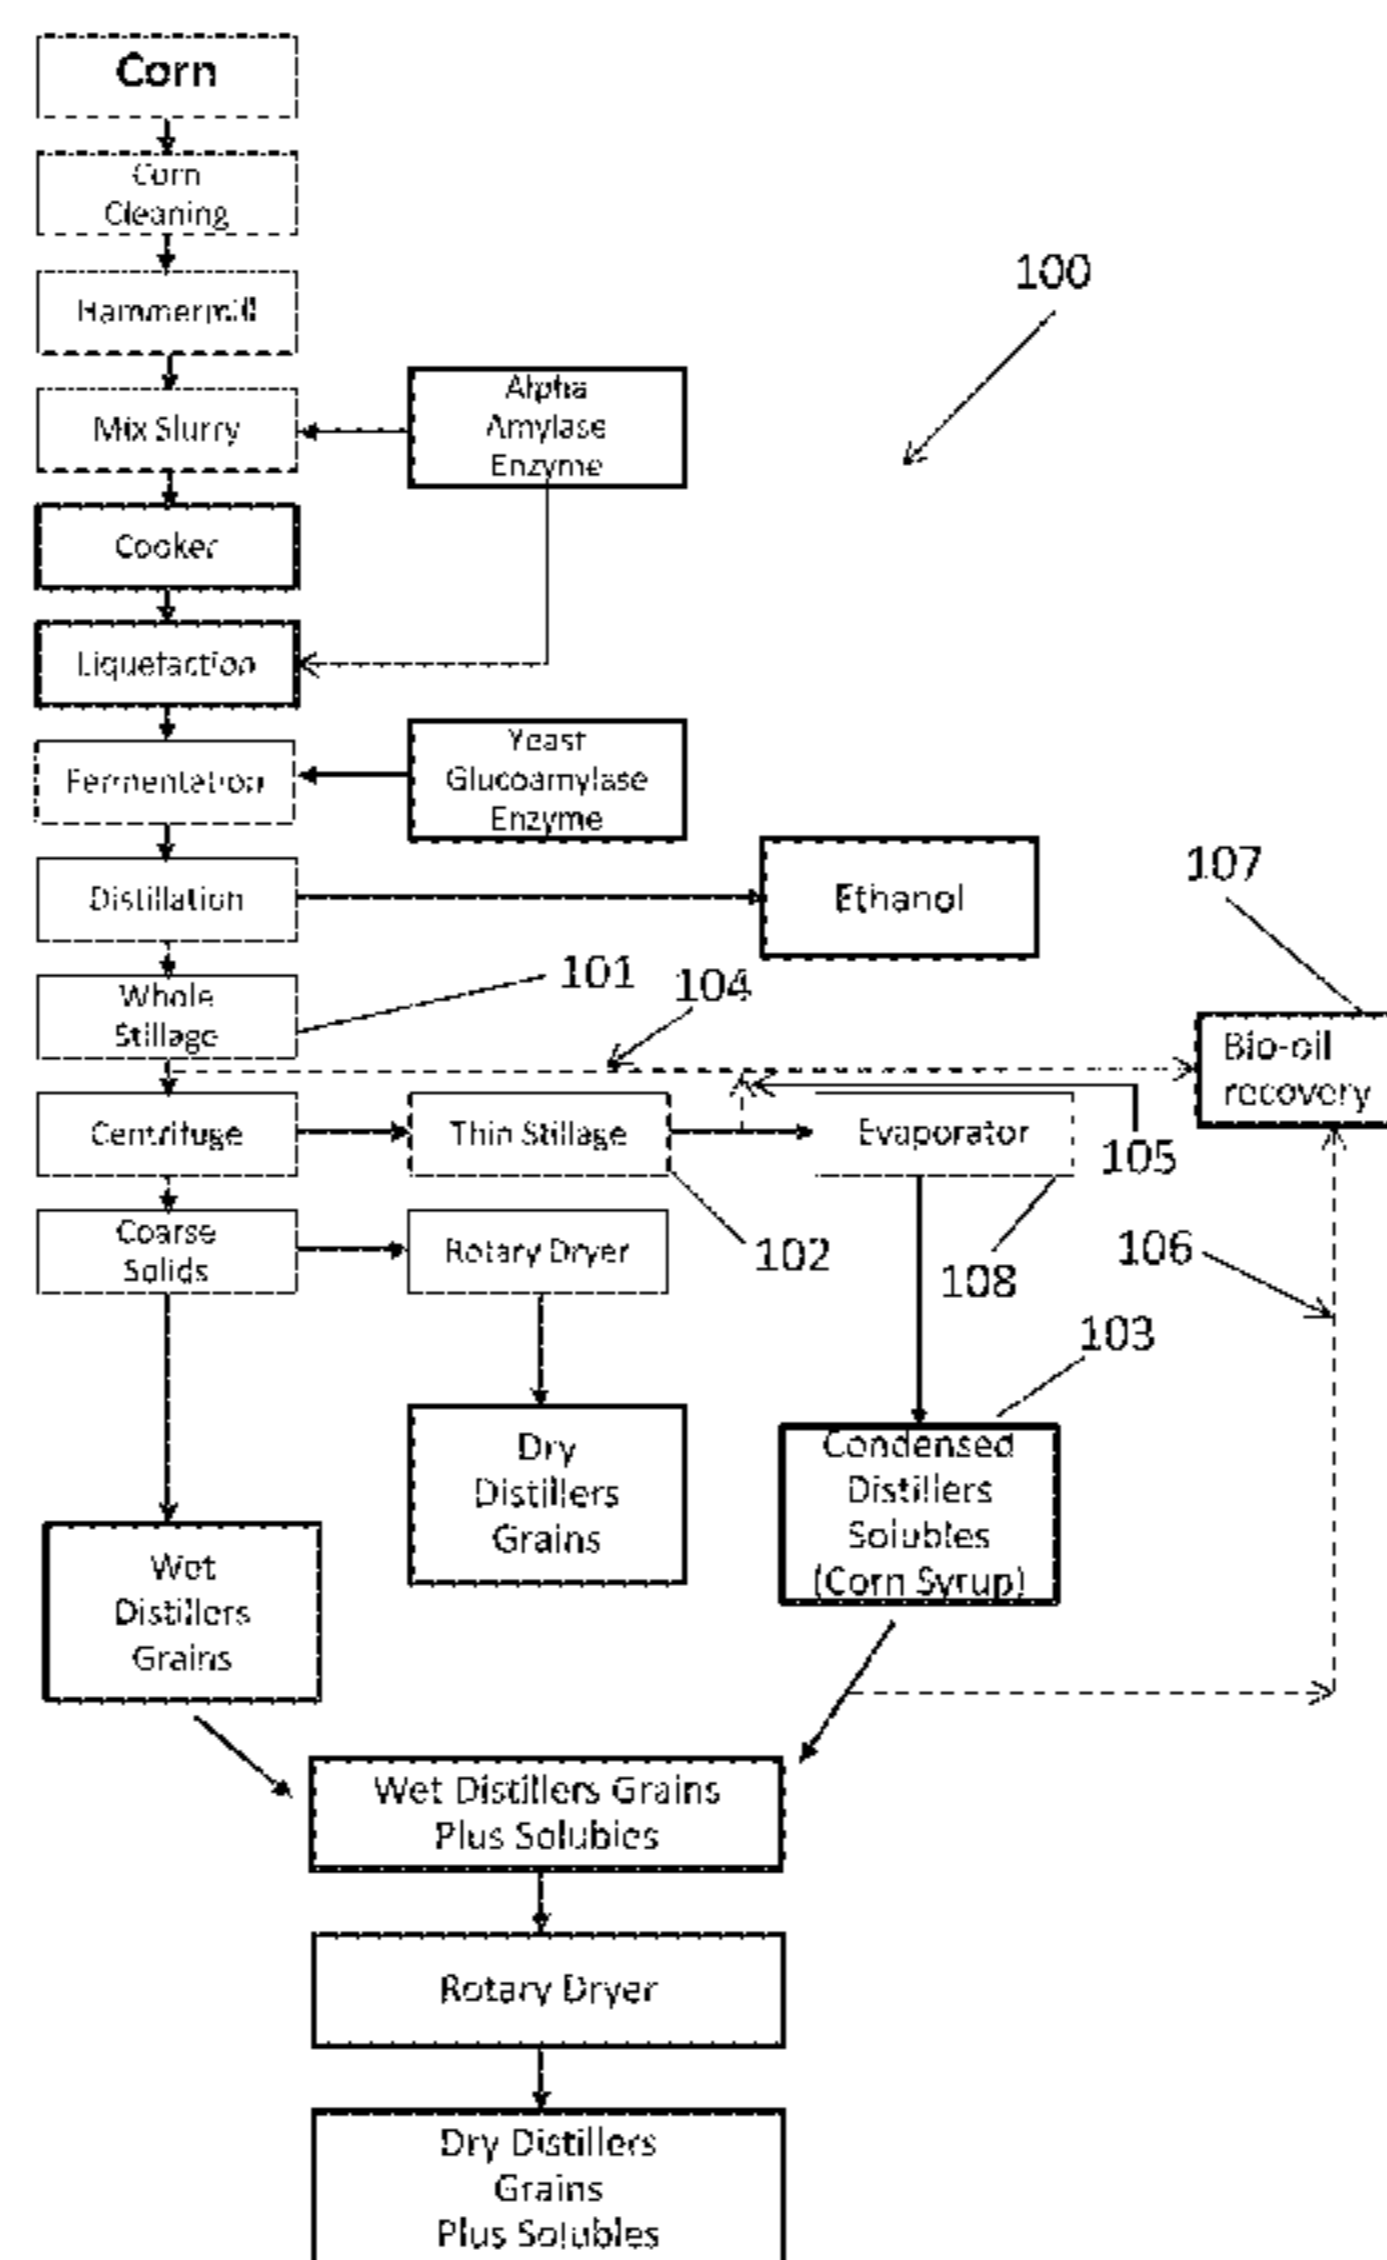 Corn
Corn
Cleaning
Hammermill
100
Mix Slurry
Alpha
Amylase
Enzyme
Cooker
Liquefaction
Fermentation
Yeast
Glucoamylase
Enzyme
Distillation
Ethanol
107
Whole
Stillage
101
104
Bio-oil
recovery
Centrifuge
Thin Stillage
Evaporator
105
Coarse
Solids
Rotary Dryer
102
108
106
103
Dry
Distillers
Grains
Condensed
Distillers
Solubles
(Corn Syrup)
Wet
Distillers
Grains
Wet Distillers Grains
Plus Solubles
Rotary Dryer
Dry Distillers
Grains
Plus Solubles